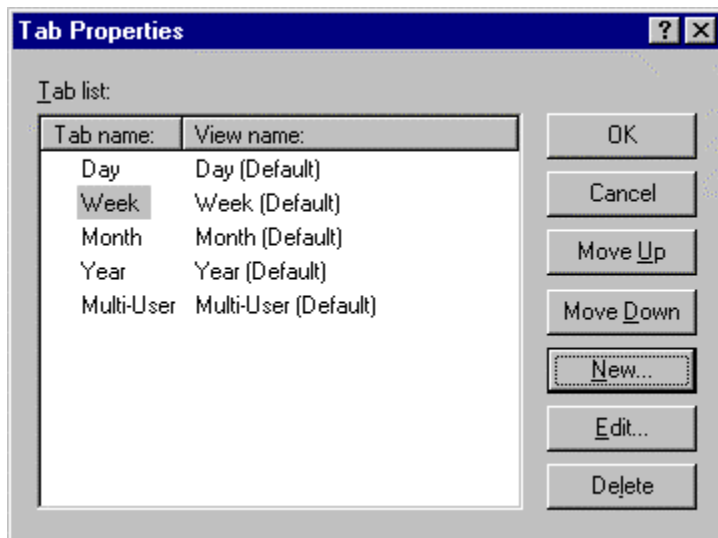 Tab Properties
Tab list:
Tab name: View name:
Day Day (Default)
Week Week (Default)
Month Month (Default)
Year Year (Default)
Multi-User Multi-User (Default)
OK
Cancel
Move Up
Move Down
New...
Edit...
Delete